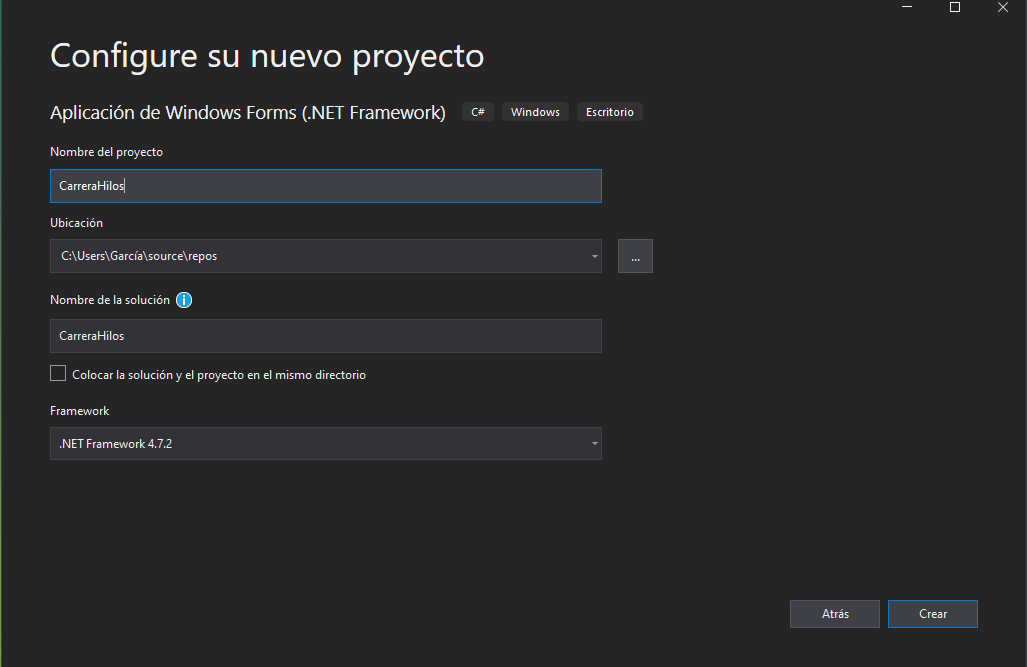 Configure su nuevo proyecto
Aplicación de Windows Forms (.NET Framework) C# Windows Escritorio
Nombre del proyecto
CarreraHilos
Ubicación
C:\Users\García\source\repos
...
Nombre de la solución i
CarreraHilos
Colocar la solución y el proyecto en el mismo directorio
Framework
.NET Framework 4.7.2
Atrás Crear